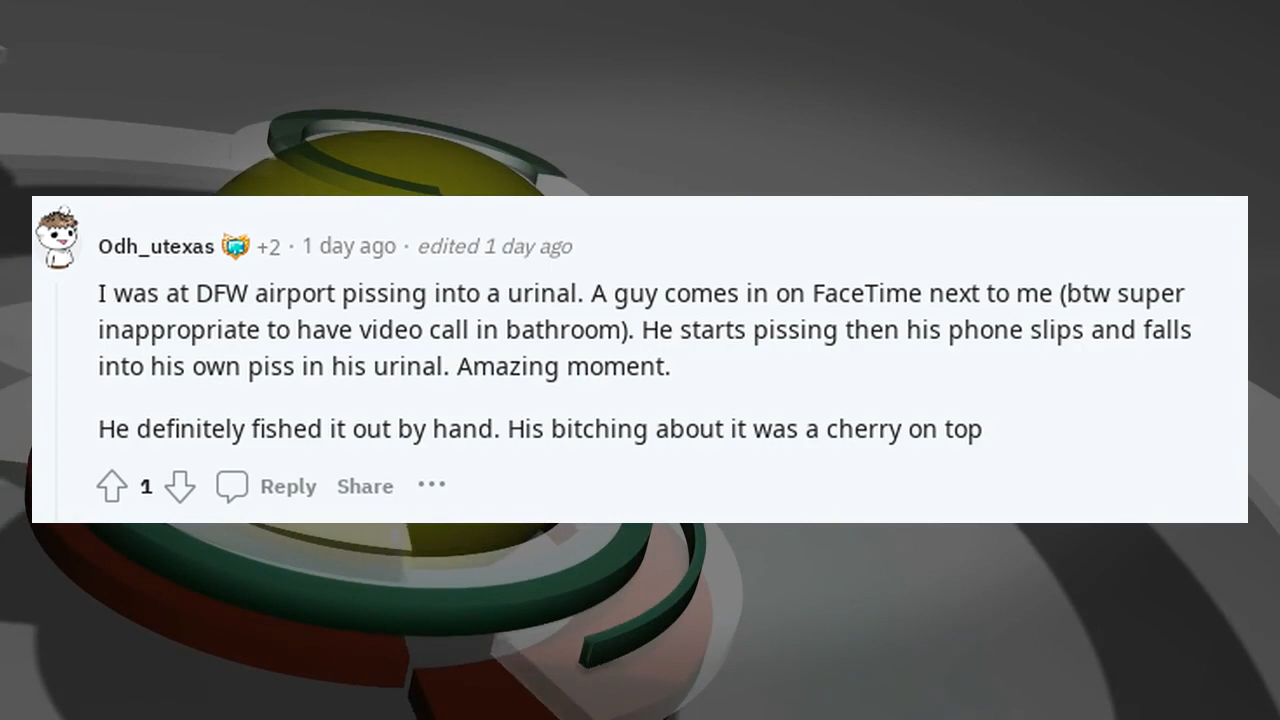 Odh_utexas +2 · 1 day ago · edited 1 day ago
I was at DFW airport pissing into a urinal. A guy comes in on FaceTime next to me (btw super
inappropriate to have video call in bathroom). He starts pissing then his phone slips and falls
into his own piss in his urinal. Amazing moment.
He definitely fished it out by hand. His bitching about it was a cherry on top
1 Reply Share ···